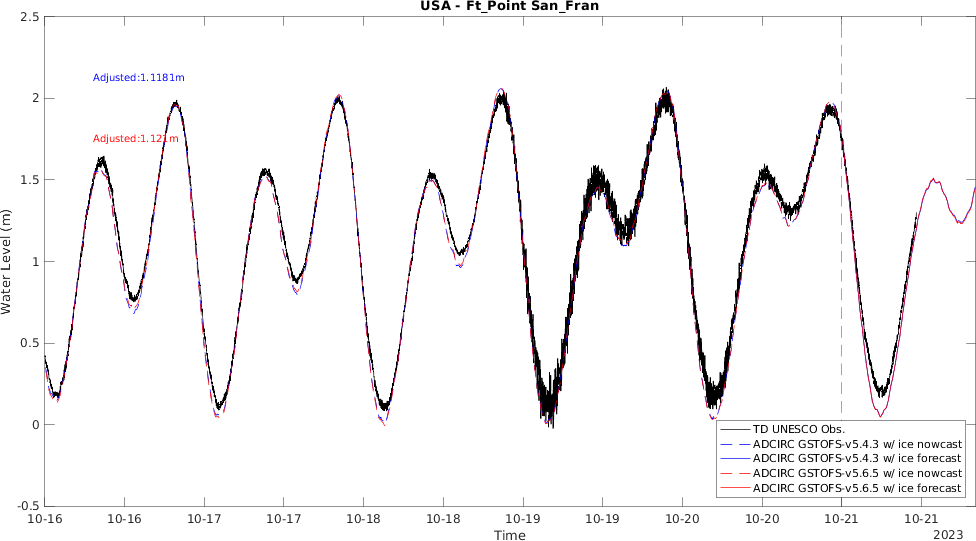 USA - Ft_Point San_Fran
2.5
2
1.5
1
0.5
0
-0.5
Water Level (m)
Adjusted:1.1181m
Adjusted:1.121m
TD UNESCO Obs.
ADCIRC GSTOFS-v5.4.3 w/ ice nowcast
ADCIRC GSTOFS-v5.4.3 w/ ice forecast
ADCIRC GSTOFS-v5.6.5 w/ ice nowcast
ADCIRC GSTOFS-v5.6.5 w/ ice forecast
10-16 10-16 10-17 10-17 10-18 10-18 10-19 10-19 10-20 10-20 10-21 10-21
Time
2023